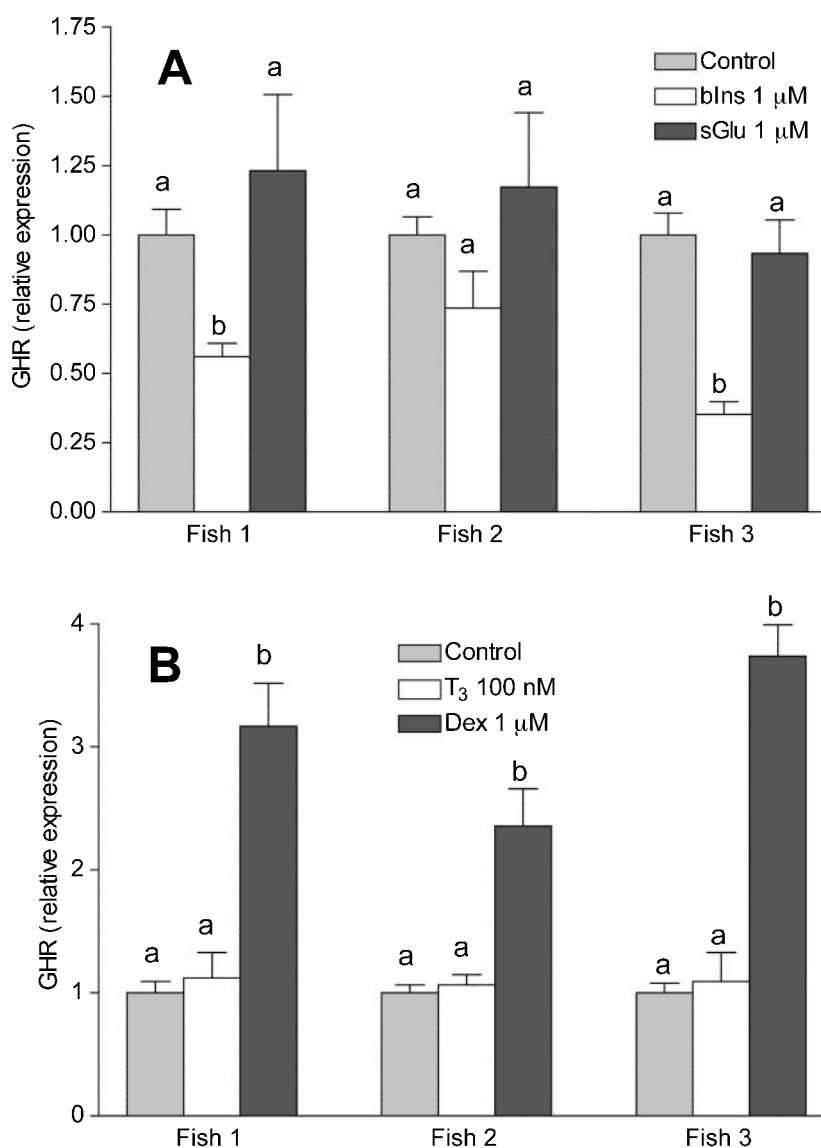 A
Control
bIns 1 μM
sGlu 1 μM
GHR (relative expression)
1.75
1.50
1.25
1.00
0.75
0.50
0.25
0.00
a
b
a
a
a
a
a
b
a
Fish 1
Fish 2
Fish 3
B
Control
T₃ 100 nM
Dex 1 μM
GHR (relative expression)
4
3
2
1
0
a
a
b
a
a
b
a
a
b
Fish 1
Fish 2
Fish 3